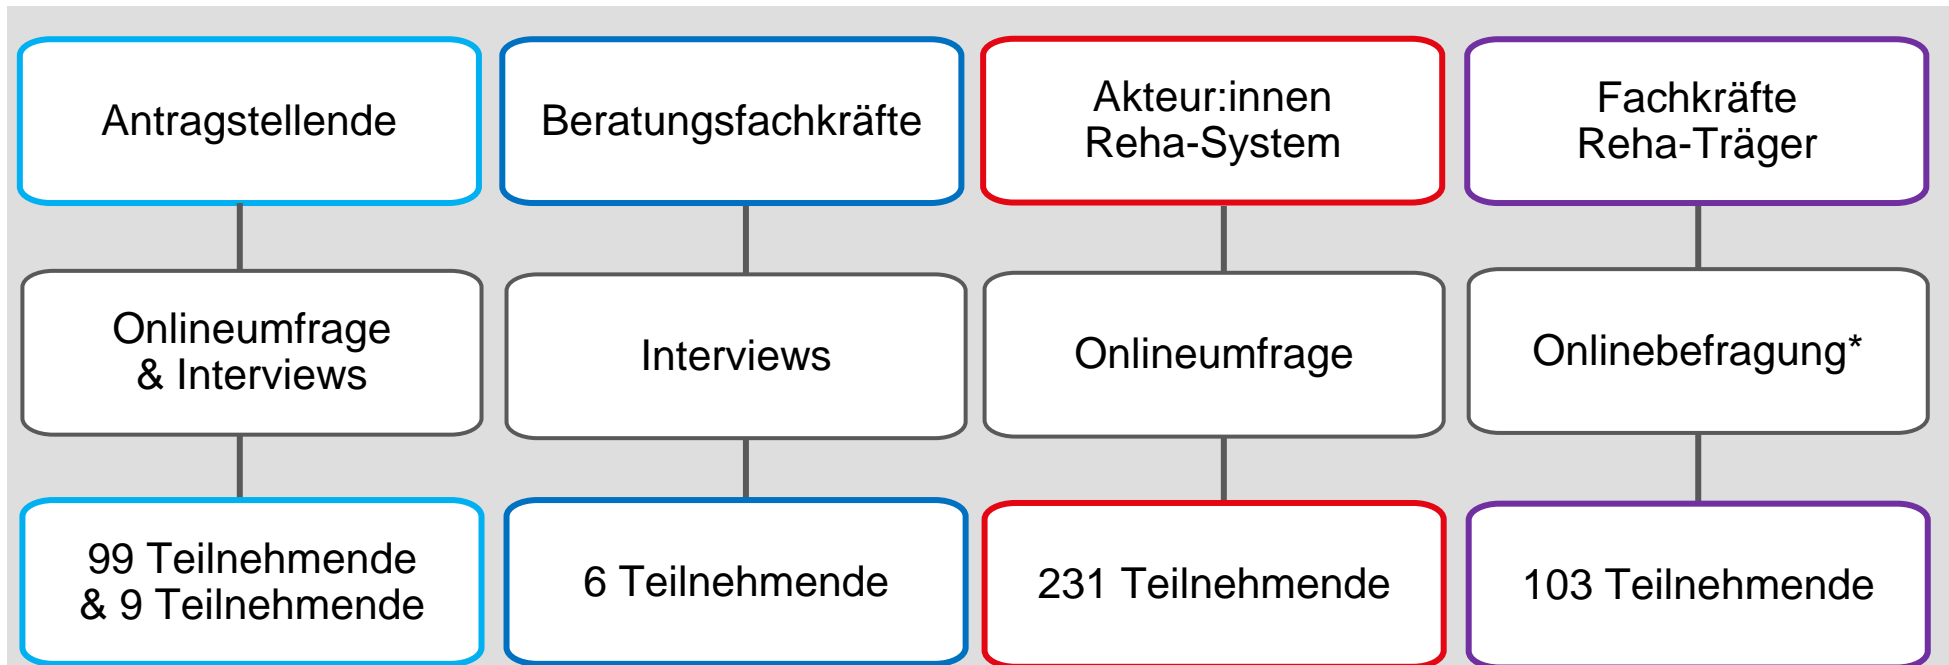 Antragstellende
Beratungsfachkräfte
Akteur:innen
Reha-System
Fachkräfte
Reha-Träger
Onlineumfrage
& Interviews
Interviews
Onlineumfrage
Onlinebefragung*
99 Teilnehmende
& 9 Teilnehmende
6 Teilnehmende
231 Teilnehmende
103 Teilnehmende